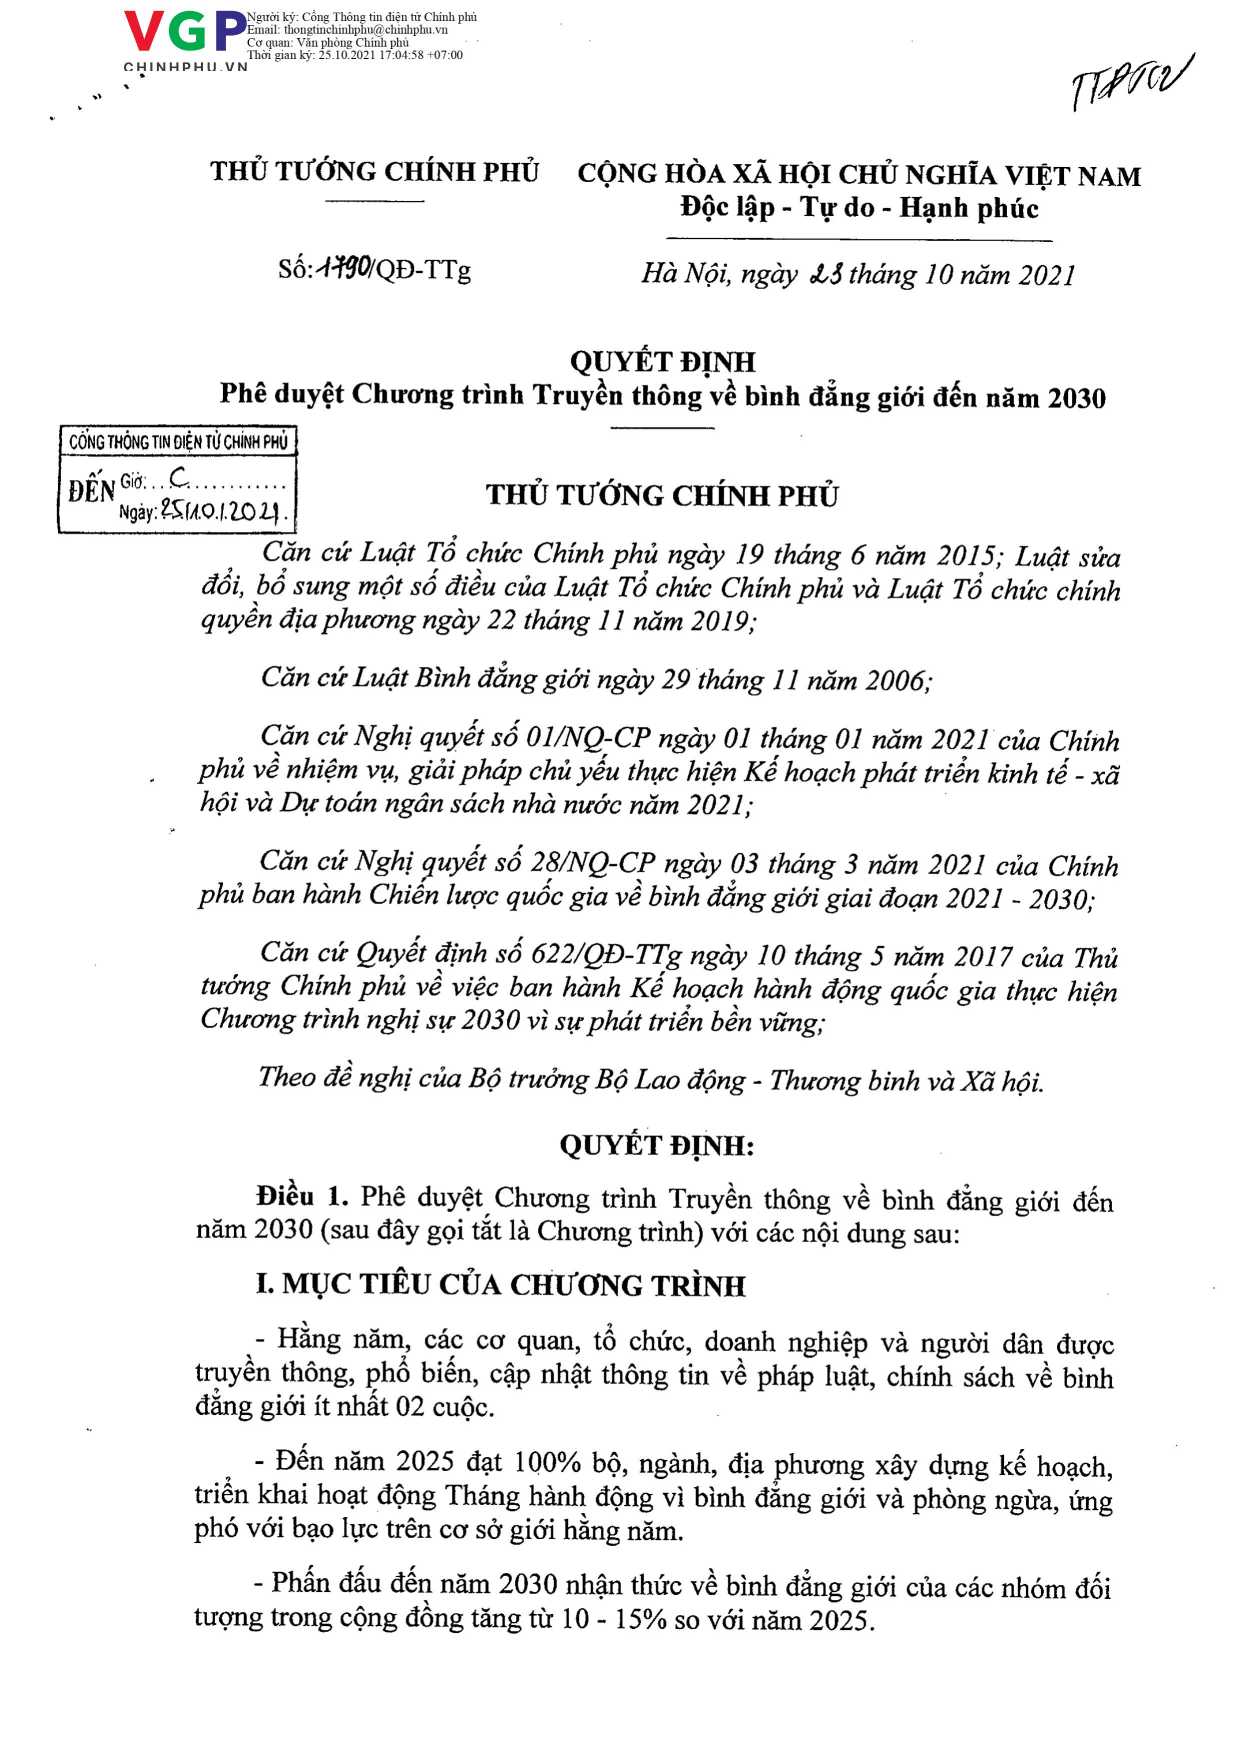 VGP
CHINHPHU.VN
Người ký: Cổng Thông tin điện tử Chính phủ
Email: thongtinchinhphu@chinhphu.vn
Cơ quan: Văn phòng Chính phủ
Thời gian ký: 25.10.2021 17:04:58 +07:00
THỦ TƯỚNG CHÍNH PHỦ
CỘNG HÒA XÃ HỘI CHỦ NGHĨA VIỆT NAM
Độc lập - Tự do - Hạnh phúc
Số: 1790/QĐ-TTg
Hà Nội, ngày 23 tháng 10 năm 2021
QUYẾT ĐỊNH
Phê duyệt Chương trình Truyền thông về bình đẳng giới đến năm 2030
CỔNG THÔNG TIN ĐIỆN TỬ CHÍNH PHỦ
ĐẾN
Giờ: ..C............
Ngày: 25/10/2021.
THỦ TƯỚNG CHÍNH PHỦ
Căn cứ Luật Tổ chức Chính phủ ngày 19 tháng 6 năm 2015; Luật sửa
đổi, bổ sung một số điều của Luật Tổ chức Chính phủ và Luật Tổ chức chính
quyền địa phương ngày 22 tháng 11 năm 2019;
Căn cứ Luật Bình đẳng giới ngày 29 tháng 11 năm 2006;
Căn cứ Nghị quyết số 01/NQ-CP ngày 01 tháng 01 năm 2021 của Chính
phủ về nhiệm vụ, giải pháp chủ yếu thực hiện Kế hoạch phát triển kinh tế - xã
hội và Dự toán ngân sách nhà nước năm 2021;
Căn cứ Nghị quyết số 28/NQ-CP ngày 03 tháng 3 năm 2021 của Chính
phủ ban hành Chiến lược quốc gia về bình đẳng giới giai đoạn 2021 - 2030;
Căn cứ Quyết định số 622/QĐ-TTg ngày 10 tháng 5 năm 2017 của Thủ
tướng Chính phủ về việc ban hành Kế hoạch hành động quốc gia thực hiện
Chương trình nghị sự 2030 vì sự phát triển bền vững;
Theo đề nghị của Bộ trưởng Bộ Lao động - Thương binh và Xã hội.
QUYẾT ĐỊNH:
Điều 1. Phê duyệt Chương trình Truyền thông về bình đẳng giới đến
năm 2030 (sau đây gọi tắt là Chương trình) với các nội dung sau:
I. MỤC TIÊU CỦA CHƯƠNG TRÌNH
- Hằng năm, các cơ quan, tổ chức, doanh nghiệp và người dân được
truyền thông, phổ biến, cập nhật thông tin về pháp luật, chính sách về bình
đẳng giới ít nhất 02 cuộc.
- Đến năm 2025 đạt 100% bộ, ngành, địa phương xây dựng kế hoạch,
triển khai hoạt động Tháng hành động vì bình đẳng giới và phòng ngừa, ứng
phó với bạo lực trên cơ sở giới hằng năm.
- Phấn đấu đến năm 2030 nhận thức về bình đẳng giới của các nhóm đối
tượng trong cộng đồng tăng từ 10 - 15% so với năm 2025.